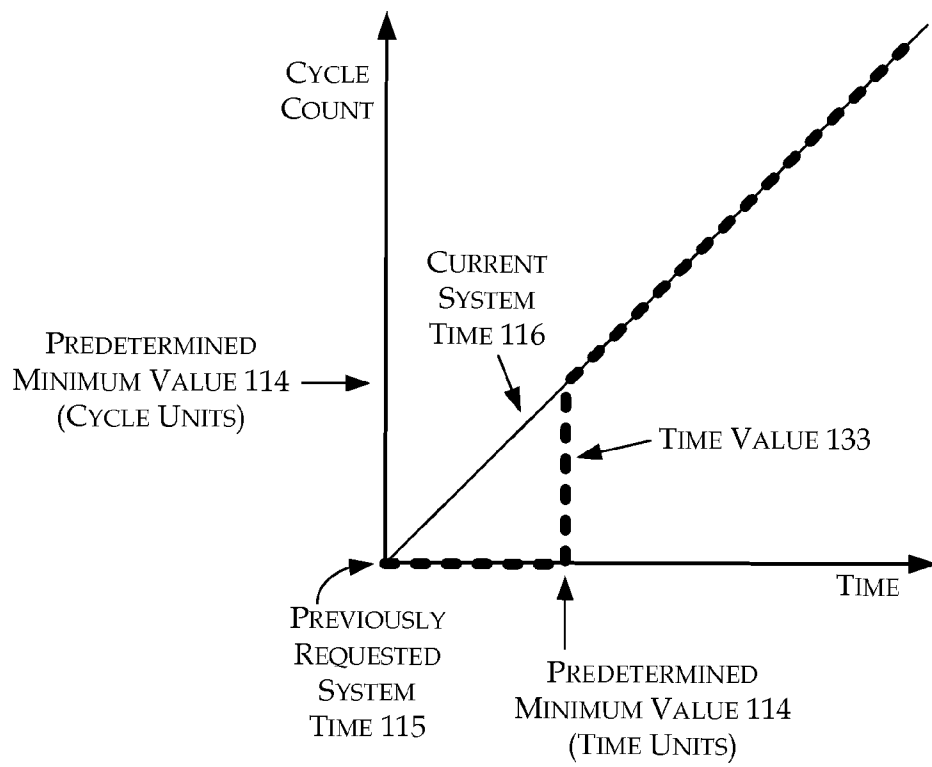 CYCLE
COUNT
CURRENT
SYSTEM
TIME 116
PREDETERMINED
MINIMUM VALUE 114
(CYCLE UNITS)
TIME VALUE 133
TIME
PREVIOUSLY
REQUESTED
SYSTEM
TIME 115
PREDETERMINED
MINIMUM VALUE 114
(TIME UNITS)